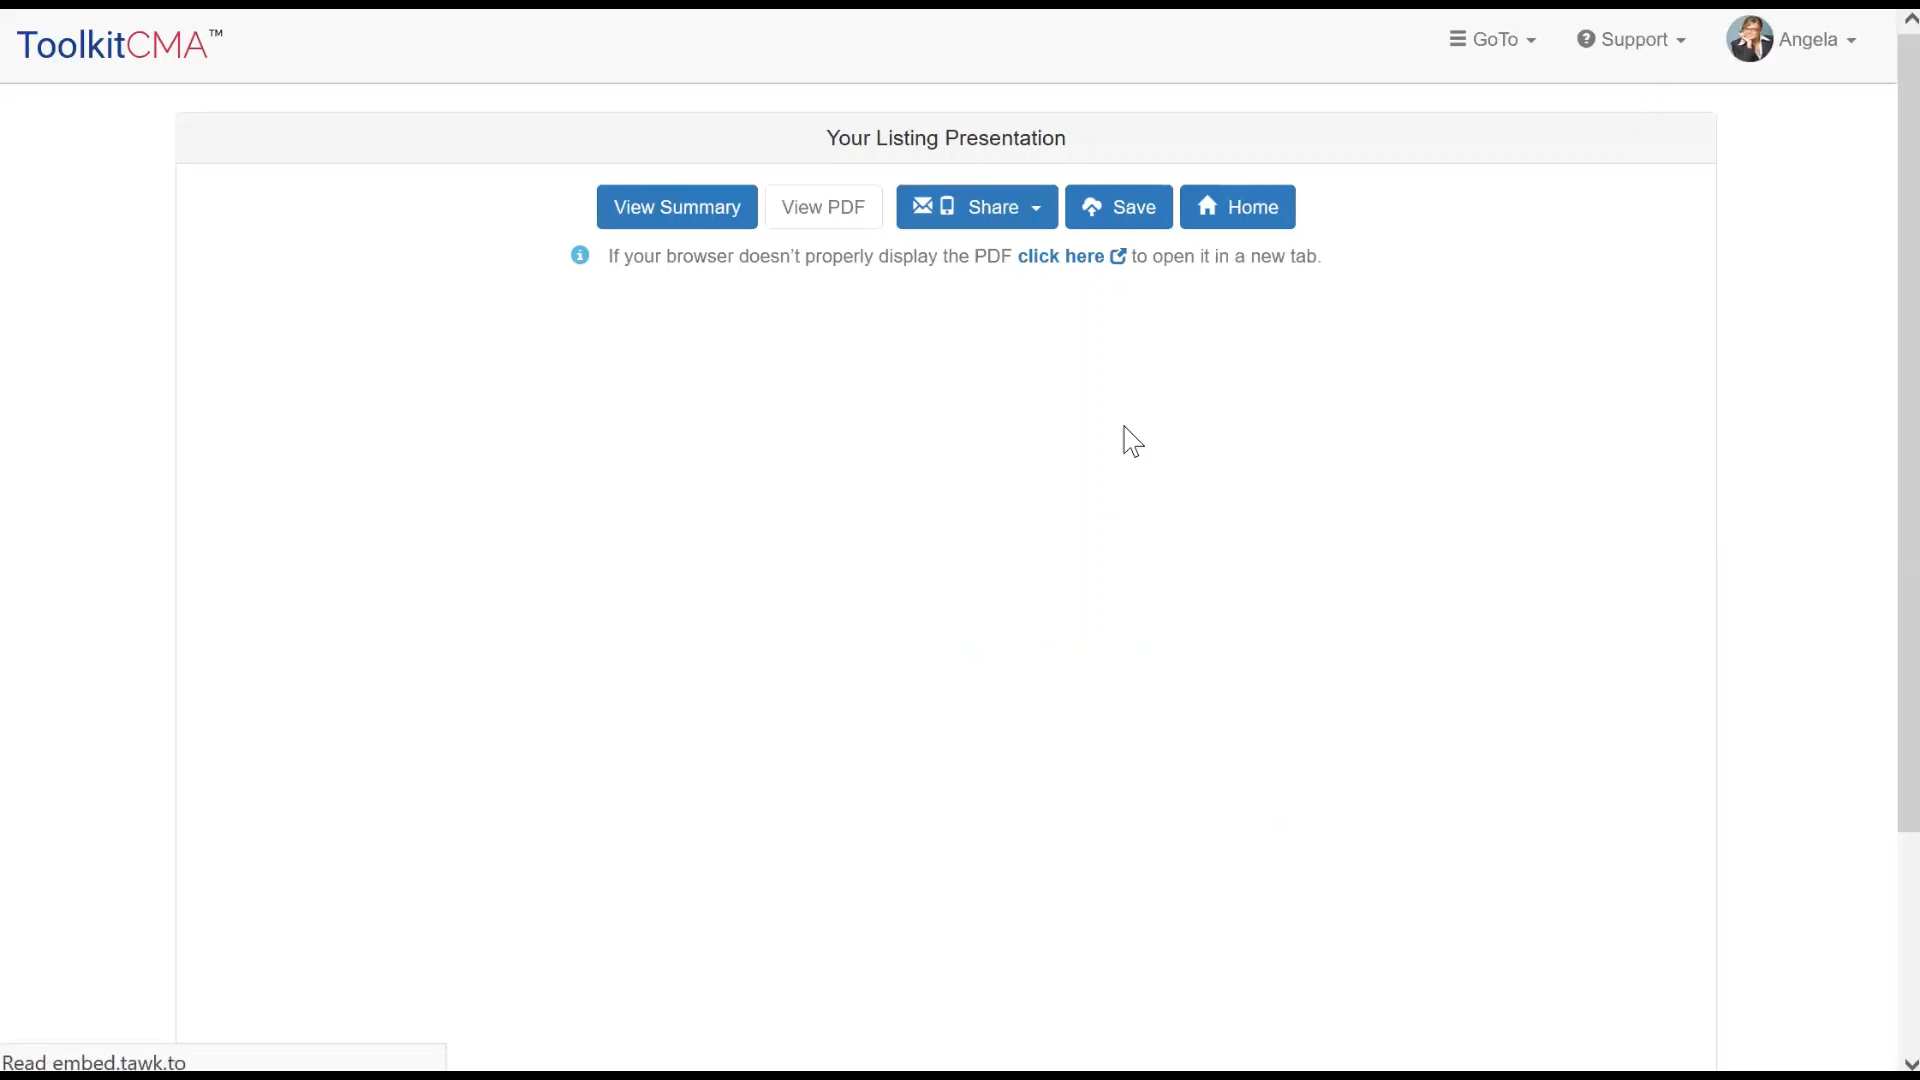 ToolkitCMA™
GoTo
Support
Angela
Your Listing Presentation
View Summary
View PDF
Share
Save
Home
If your browser doesn't properly display the PDF click here to open it in a new tab.
Read embed.tawk.to